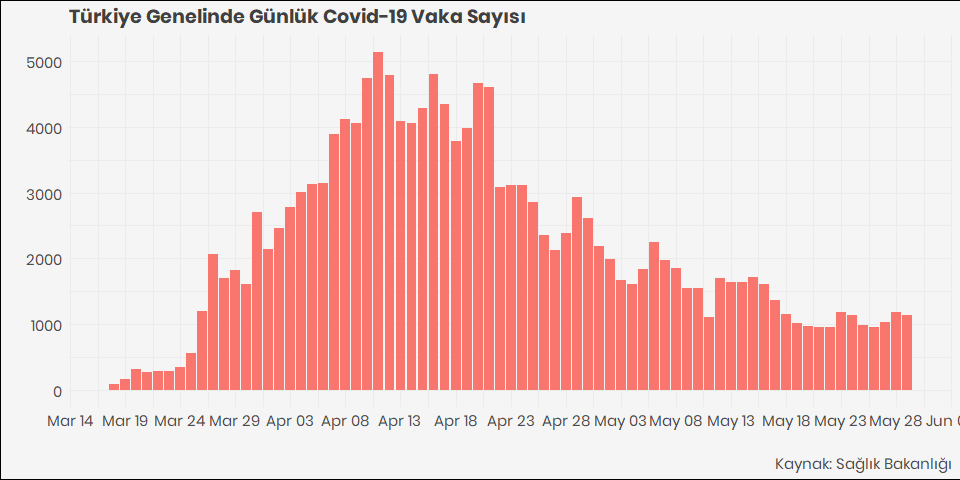 Türkiye Genelinde Günlük Covid-19 Vaka Sayısı
5000
4000
3000
2000
1000
0
Mar 14 Mar 19 Mar 24 Mar 29 Apr 03 Apr 08 Apr 13 Apr 18 Apr 23 Apr 28 May 03 May 08 May 13 May 18 May 23 May 28 Jun
Kaynak: Sağlık Bakanlığı